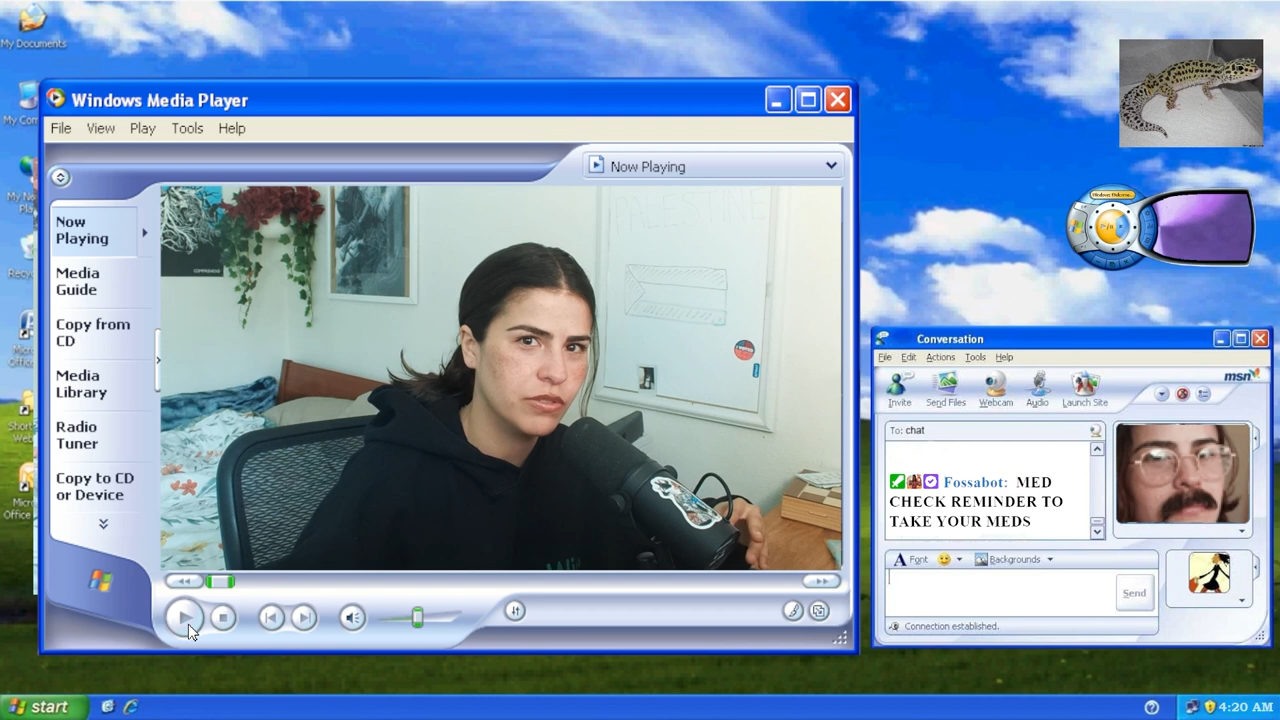 My Documents
Windows Media Player
File View Play Tools Help
Now Playing
Now
Playing
Media
Guide
Copy from
CD
Media
Library
Radio
Tuner
Copy to CD
or Device
PALESTINE
Conversation
File Edit Actions Tools Help
msn
Invite Send Files Webcam Audio Launch Site
To: chat
Fossabot: MED
CHECK REMINDER TO
TAKE YOUR MEDS
A Font Backgrounds
Send
Connection established.
start
4:20 AM